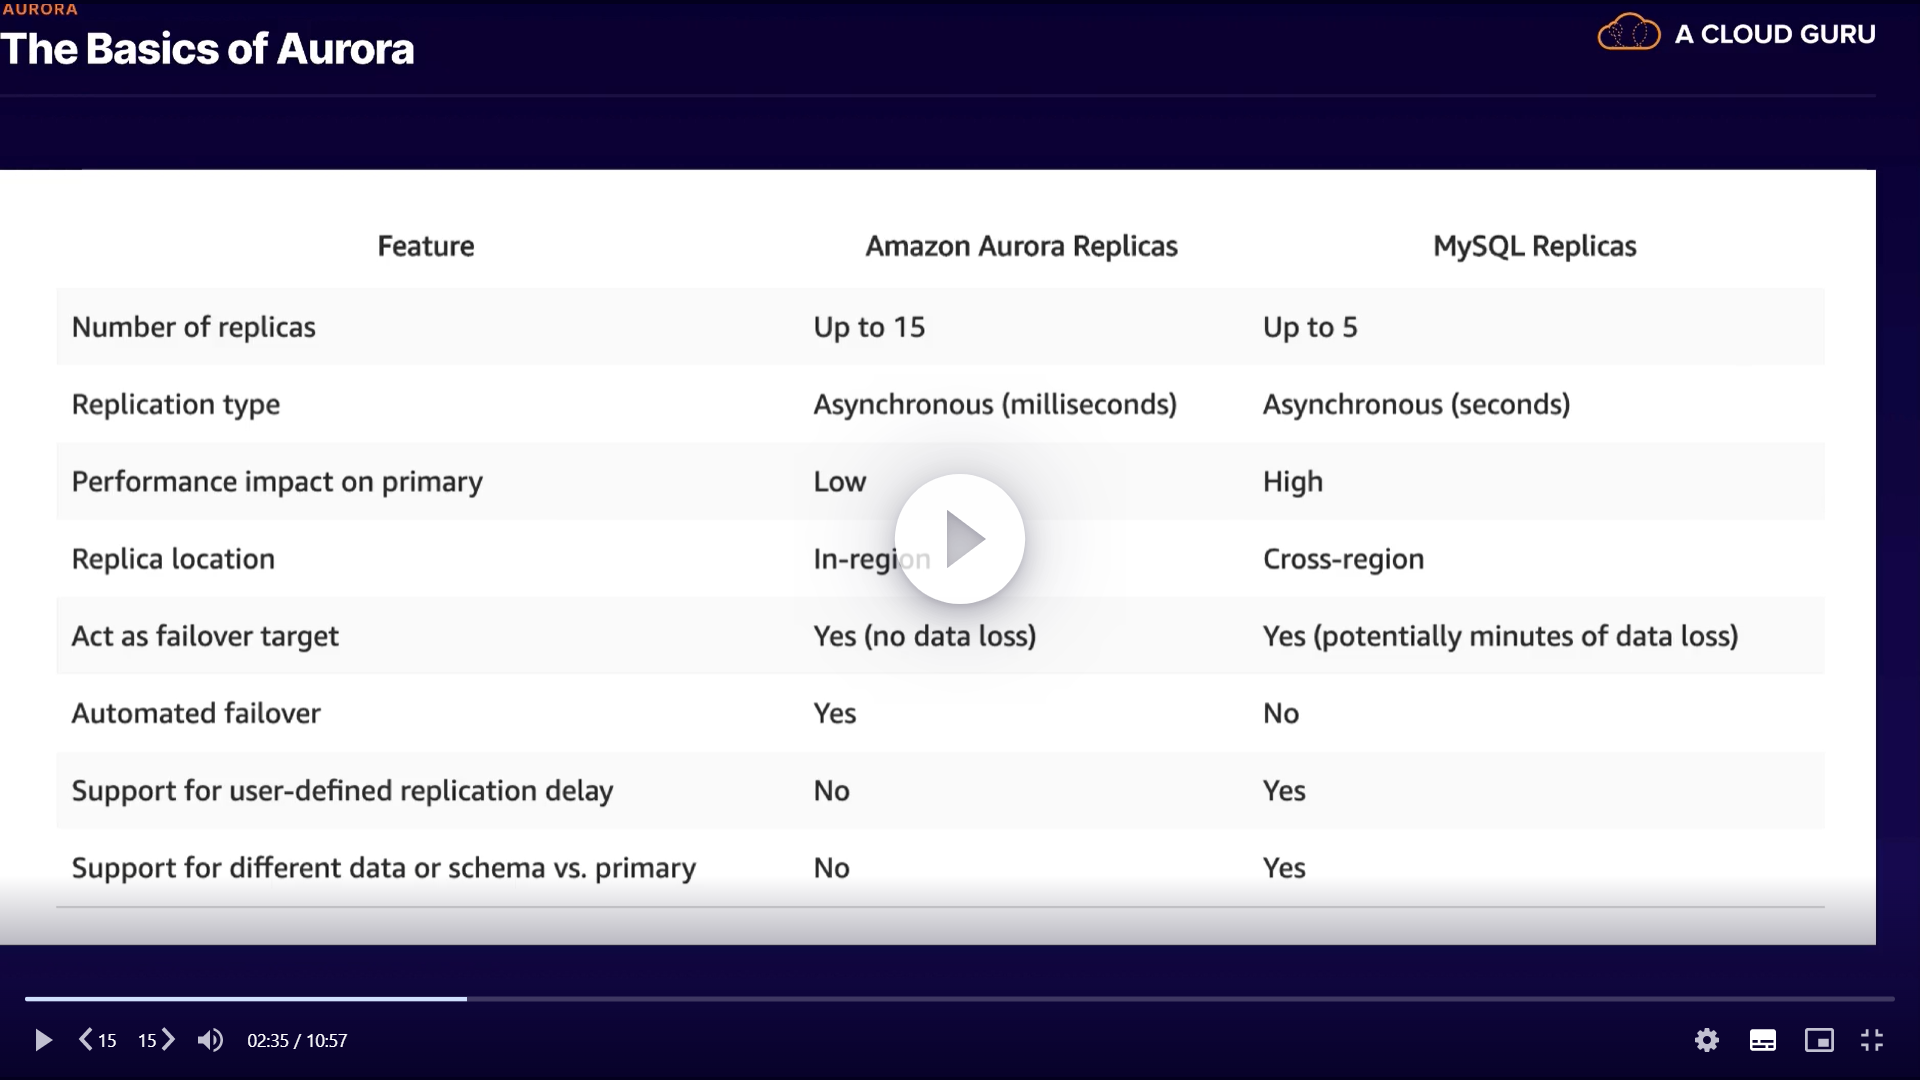 AURORA
The Basics of Aurora
A CLOUD GURU
Feature Amazon Aurora Replicas MySQL Replicas
Number of replicas Up to 15 Up to 5
Replication type Asynchronous (milliseconds) Asynchronous (seconds)
Performance impact on primary Low High
Replica location In-region Cross-region
Act as failover target Yes (no data loss) Yes (potentially minutes of data loss)
Automated failover Yes No
Support for user-defined replication delay No Yes
Support for different data or schema vs. primary No Yes
15 15 02:35 / 10:57